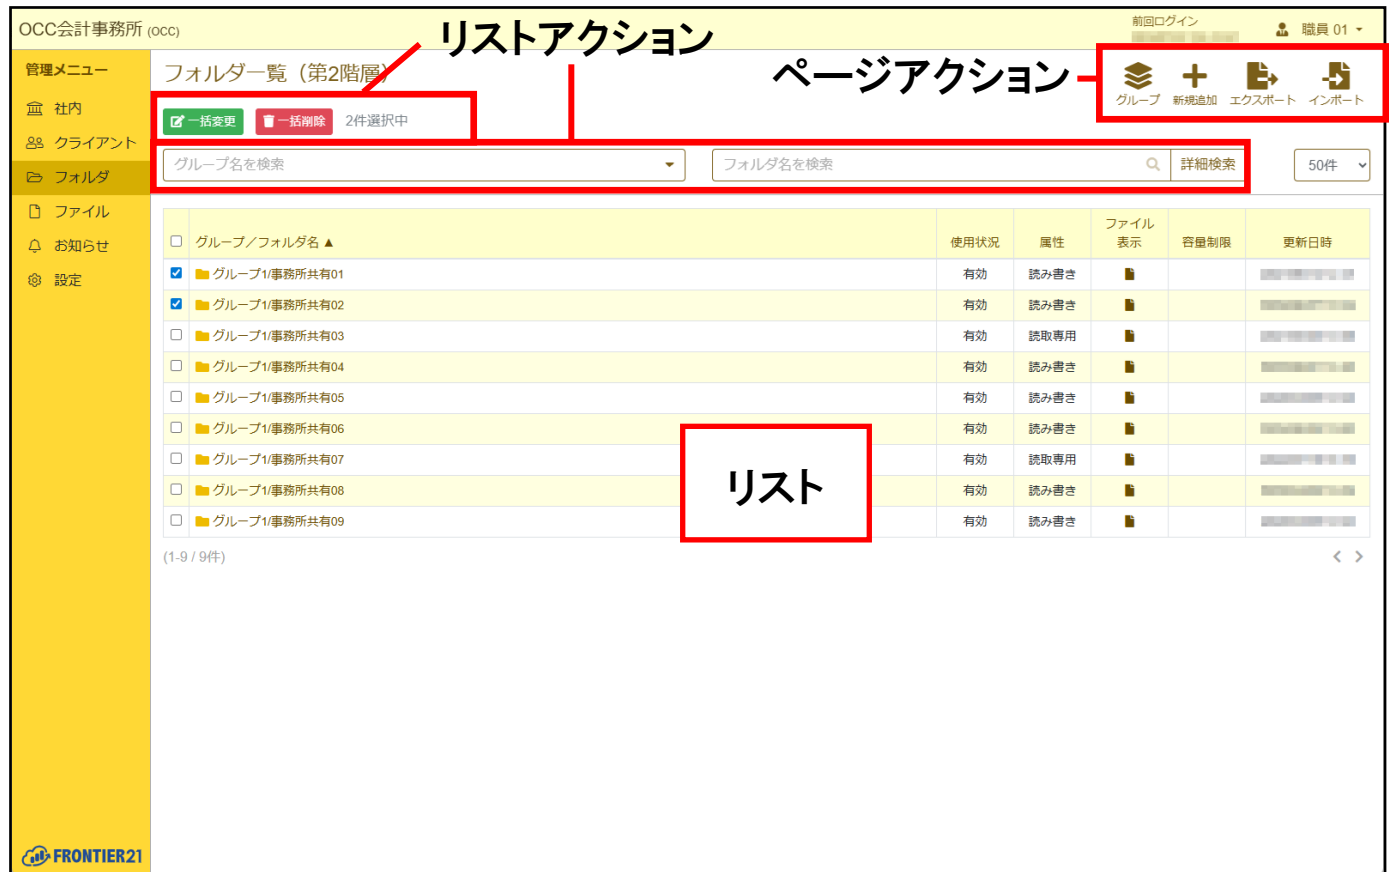 OCC会計事務所 (occ)
リストアクション
前回ログイン
職員 01
管理メニュー
社内
クライアント
フォルダ
ファイル
お知らせ
設定
フォルダ一覧（第2階層）
ページアクション
グループ 新規追加 エクスポート インポート
一括変更 一括削除 2件選択中
グループ名を検索 フォルダ名を検索 詳細検索 50件
グループ／フォルダ名▲ 使用状況 属性 ファイル表示 容量制限 更新日時
グループ1/事務所共有01 有効 読み書き
グループ1/事務所共有02 有効 読み書き
グループ1/事務所共有03 有効 読取専用
グループ1/事務所共有04 有効 読み書き
グループ1/事務所共有05 有効 読み書き
グループ1/事務所共有06 有効 読み書き
グループ1/事務所共有07 有効 読取専用
グループ1/事務所共有08 有効 読み書き
グループ1/事務所共有09 有効 読み書き
リスト
(1-9 / 9件)
FRONTIER21